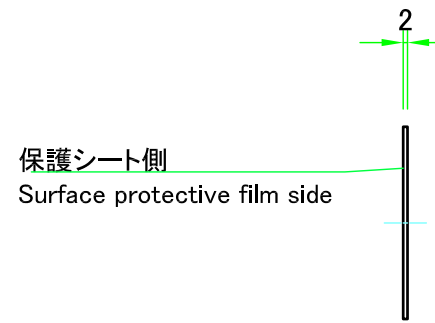 2
保護シート側
Surface protective film side